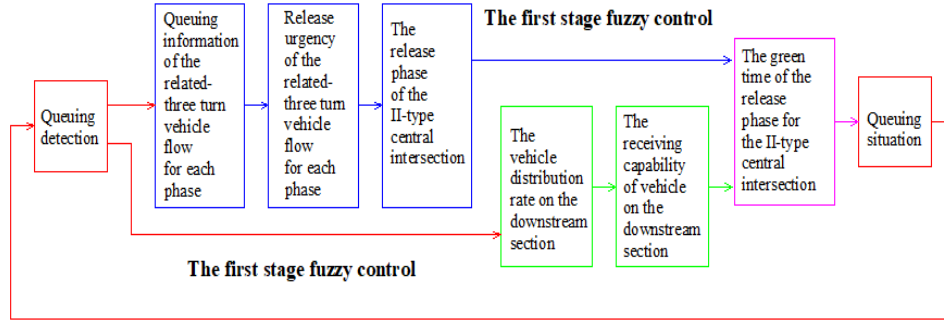 The first stage fuzzy control
Queuing
information
of the
related-
three turn
vehicle
flow
for each
phase
Release
urgency
of the
related-
three turn
vehicle
flow
for each
phase
The
release
phase
of the
II-type
central
intersection
The green
time of the
release
phase for
the II-type
central
intersection
Queuing
detection
Queuing
situation
The
vehicle
distribution
rate on the
downstream
section
The
receiving
capability
of vehicle
on the
downstream
section
The first stage fuzzy control